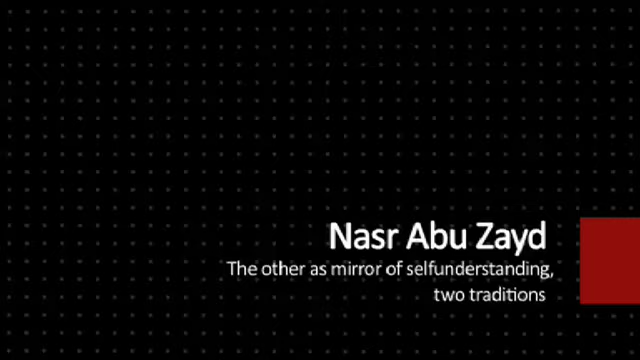 Nasr Abu Zayd
The other as mirror of selfunderstanding,
two traditions